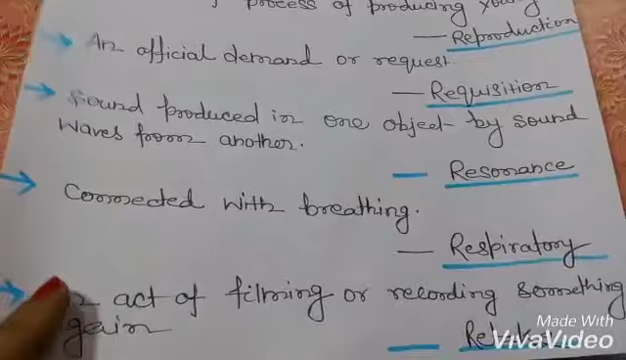 process of producing young
— Reproduction
An official demand or request.
— Requisition
Sound produced in one object by sound
waves from another.
— Resonance
Connected with breathing.
— Respiratory
act of filming or recording something
gain
Made With
VivaVideo